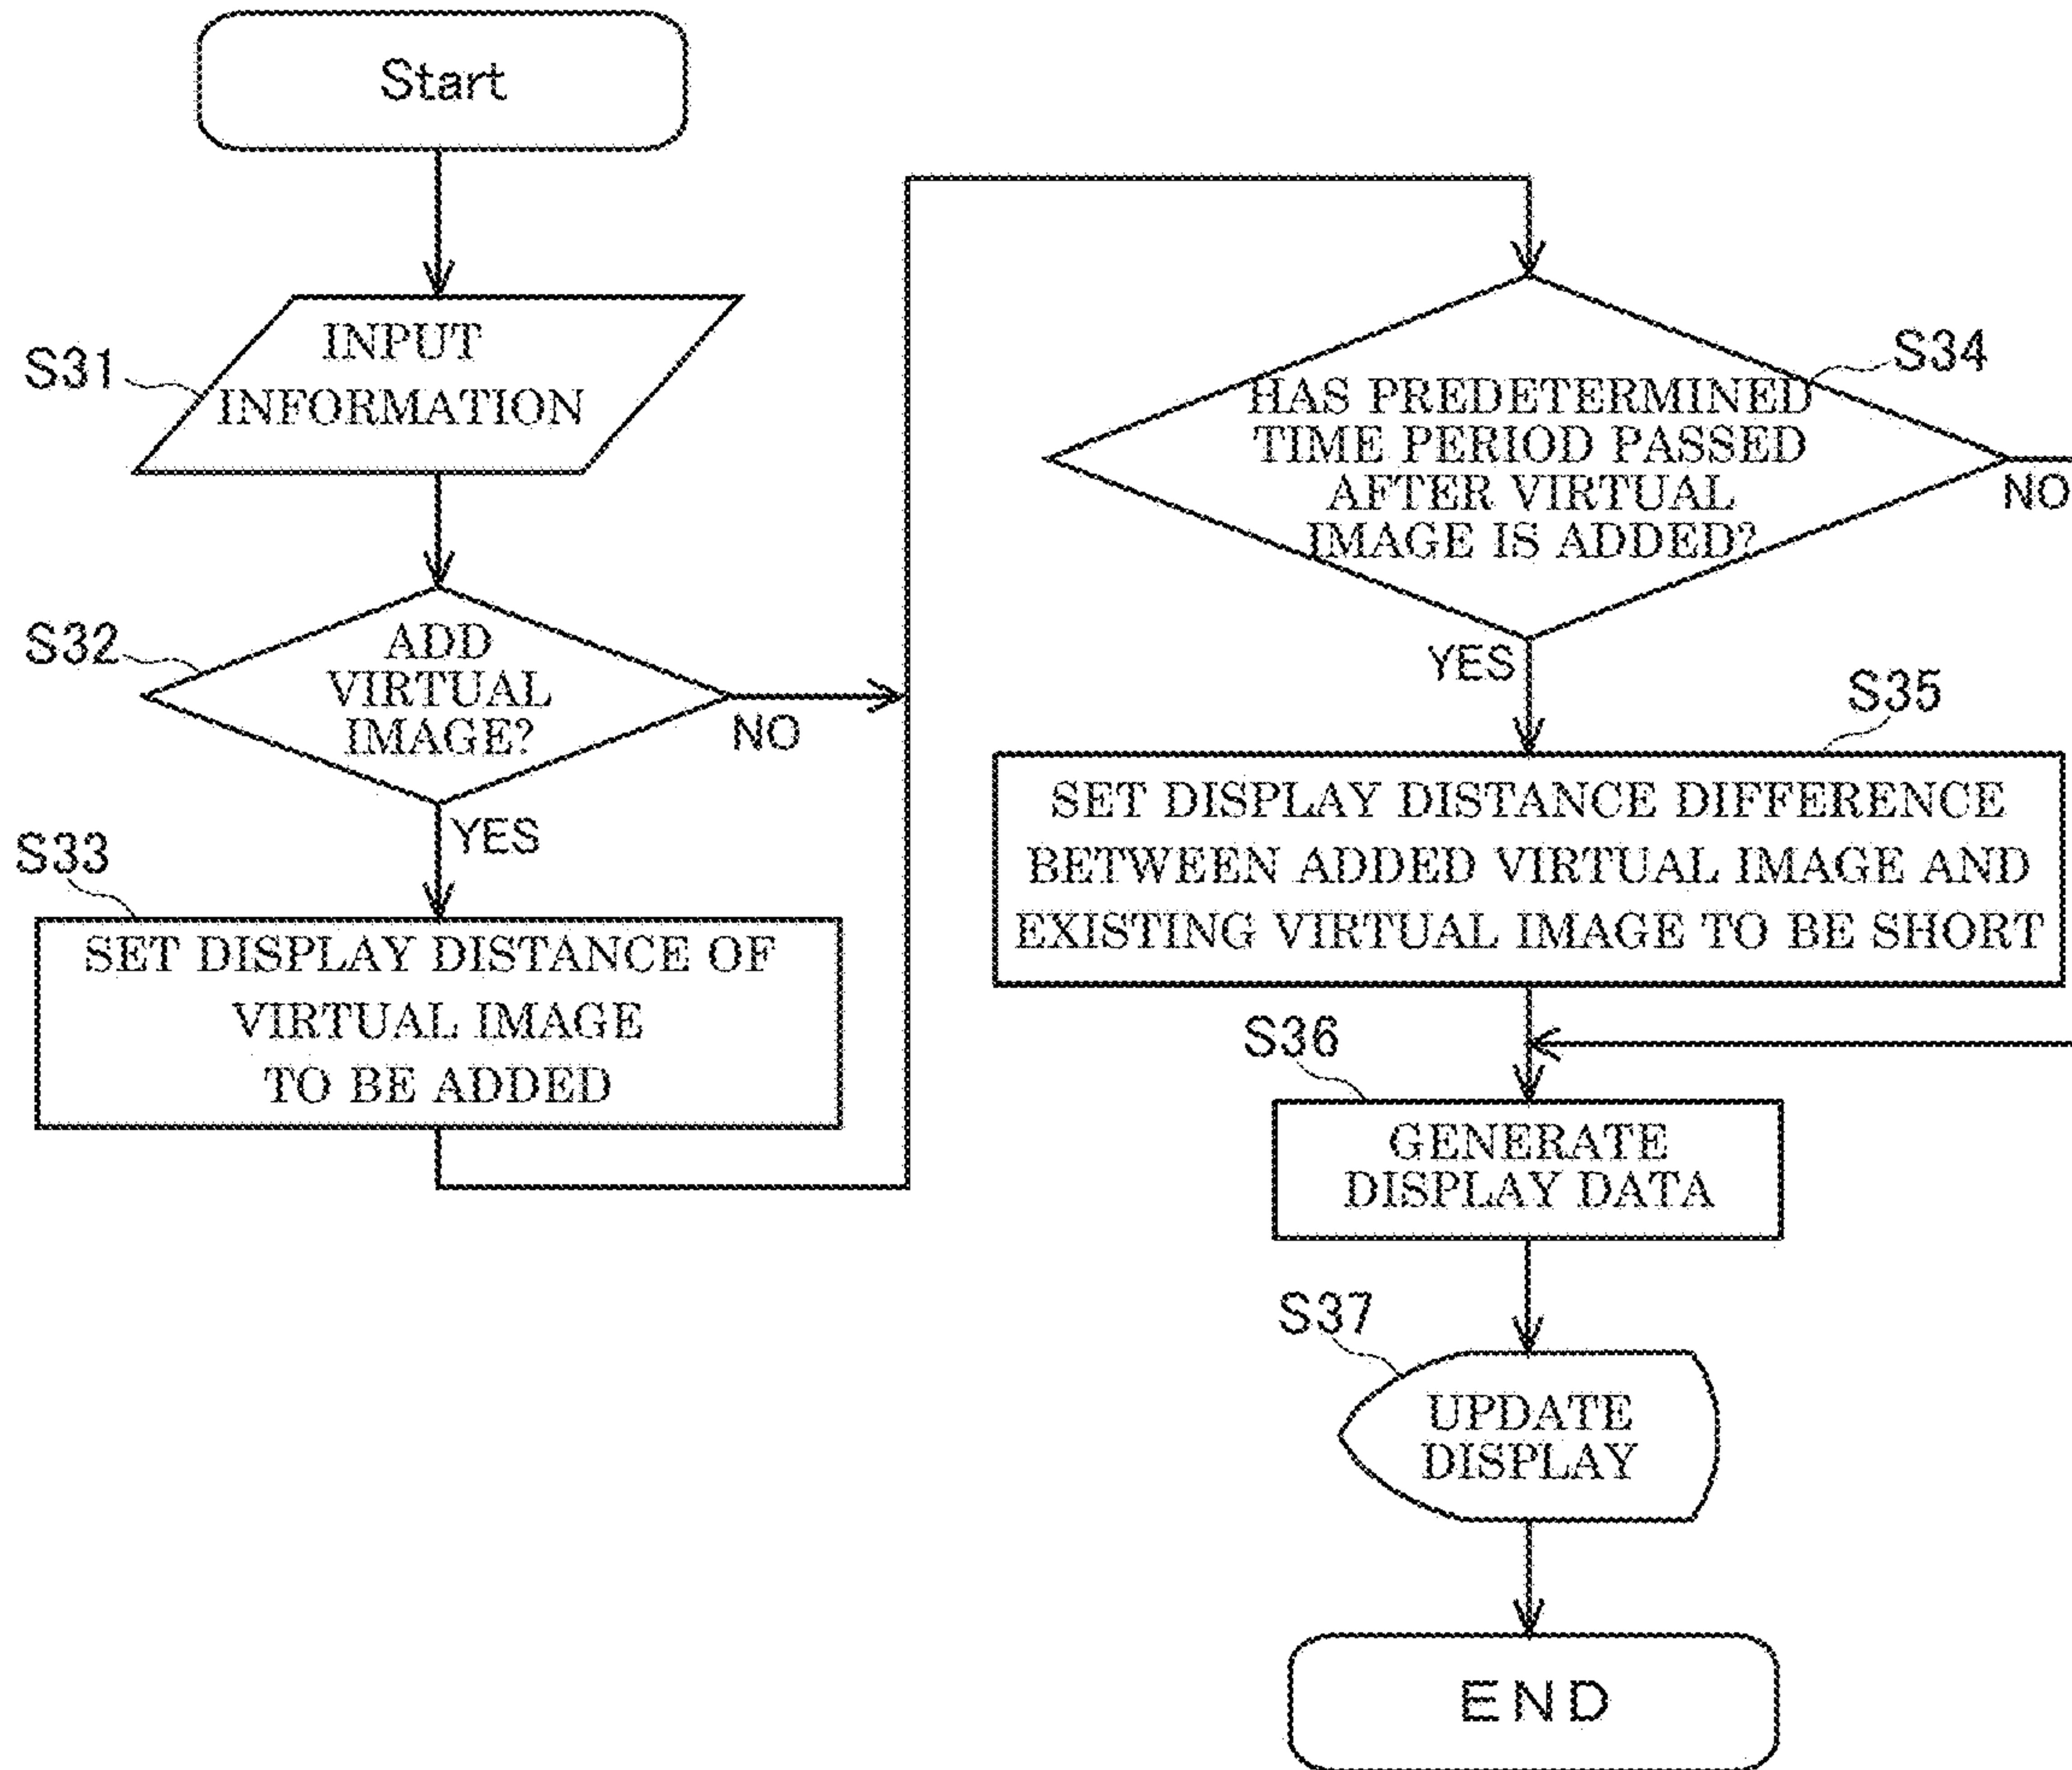 Start
S31
INPUT
INFORMATION
S32
ADD
VIRTUAL
IMAGE?
NO
YES
S33
SET DISPLAY DISTANCE OF
VIRTUAL IMAGE
TO BE ADDED
S34
HAS PREDETERMINED
TIME PERIOD PASSED
AFTER VIRTUAL
IMAGE IS ADDED?
NO
YES
S35
SET DISPLAY DISTANCE DIFFERENCE
BETWEEN ADDED VIRTUAL IMAGE AND
EXISTING VIRTUAL IMAGE TO BE SHORT
S36
GENERATE
DISPLAY DATA
S37
UPDATE
DISPLAY
END